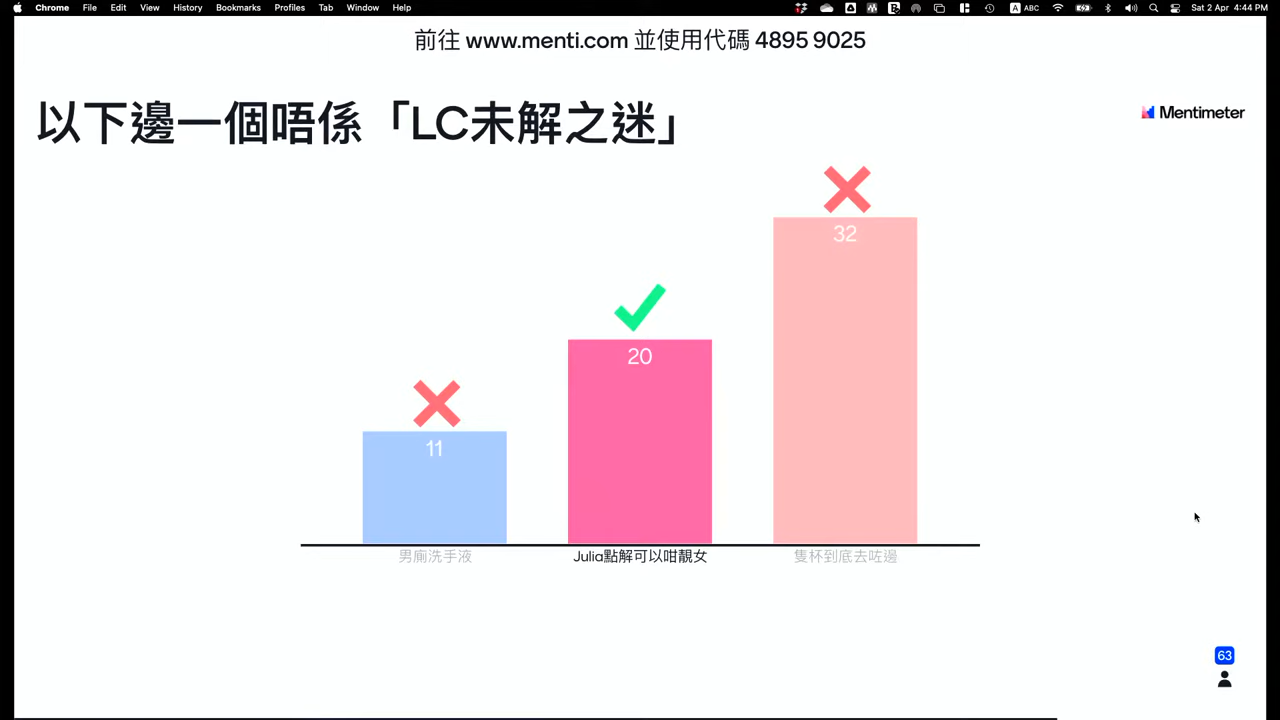 Chrome File Edit View History Bookmarks Profiles Tab Window Help A ABC Sat 2 Apr 4:44 PM
前往 www.menti.com 並使用代碼 4895 9025
以下邊一個唔係「LC未解之迷」
Mentimeter
32
20
11
男廁洗手液 Julia點解可以咁靚女 隻杯到底去咗邊
63